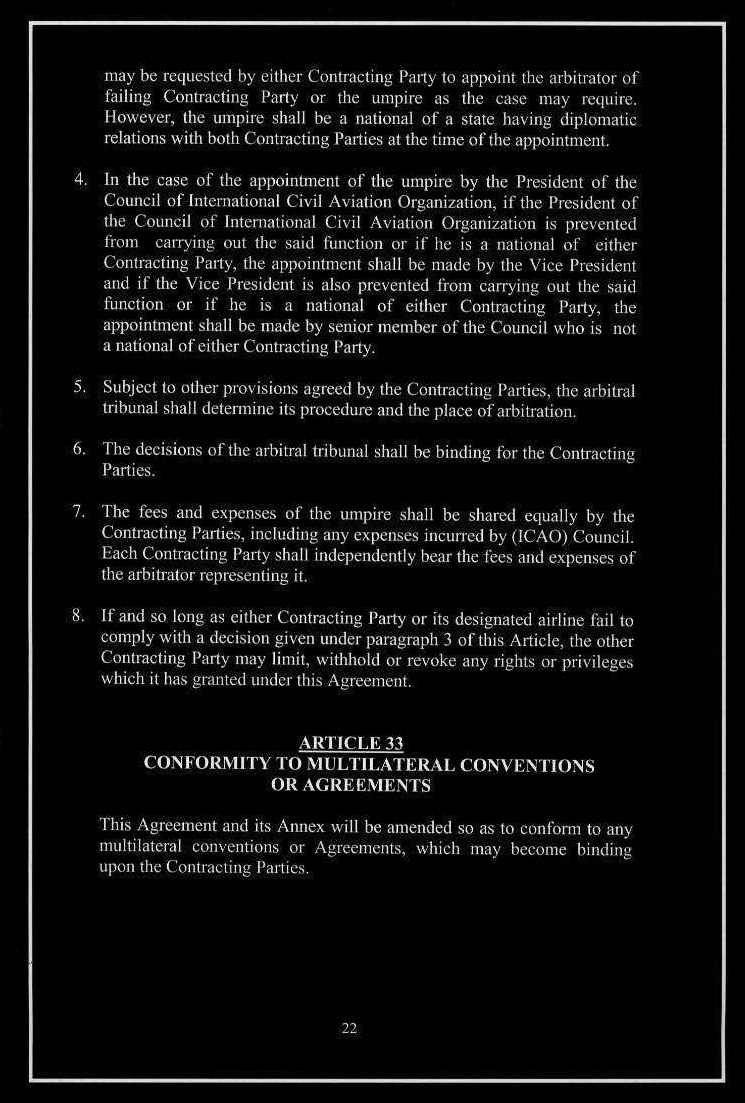 may be requested by either Contracting Party to appoint the arbitrator of
failing Contracting Party or the umpire as the case may require.
However, the umpire shall be a national of a state having diplomatic
relations with both Contracting Parties at the time of the appointment.
4. In the case of the appointment of the umpire by the President of the
Council of International Civil Aviation Organization, if the President of
the Council of International Civil Aviation Organization is prevented
from carrying out the said function or if he is a national of either
Contracting Party, the appointment shall be made by the Vice President
and if the Vice President is also prevented from carrying out the said
function or if he is a national of either Contracting Party, the
appointment shall be made by senior member of the Council who is not
a national of either Contracting Party.
5. Subject to other provisions agreed by the Contracting Parties, the arbitral
tribunal shall determine its procedure and the place of arbitration.
6. The decisions of the arbitral tribunal shall be binding for the Contracting
Parties.
7. The fees and expenses of the umpire shall be shared equally by the
Contracting Parties, including any expenses incurred by (ICAO) Council.
Each Contracting Party shall independently bear the fees and expenses of
the arbitrator representing it.
8. If and so long as either Contracting Party or its designated airline fail to
comply with a decision given under paragraph 3 of this Article, the other
Contracting Party may limit, withhold or revoke any rights or privileges
which it has granted under this Agreement.
ARTICLE 33
CONFORMITY TO MULTILATERAL CONVENTIONS
OR AGREEMENTS
This Agreement and its Annex will be amended so as to conform to any
multilateral conventions or Agreements, which may become binding
upon the Contracting Parties.
22